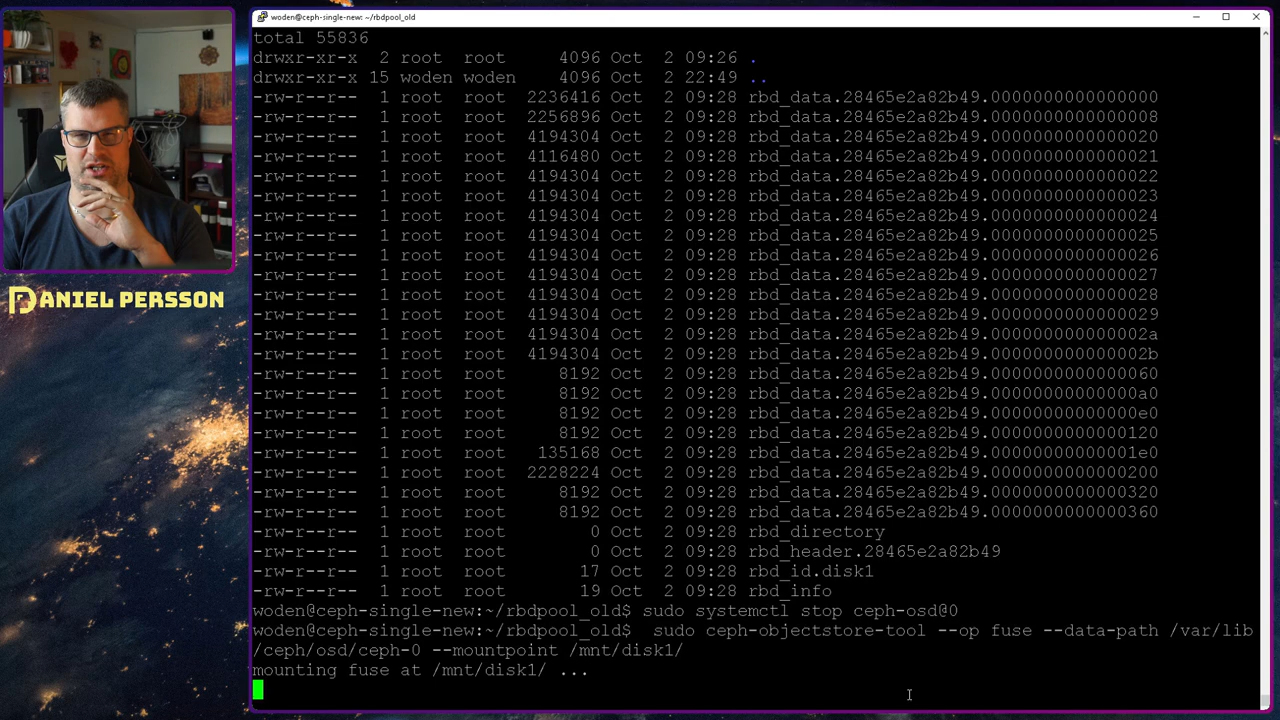 woden@ceph-single-new: ~/rbdpool_old
total 55836
drwxr-xr-x 2 root root 4096 Oct 2 09:26 .
drwxr-xr-x 15 woden woden 4096 Oct 2 22:49 ..
-rw-r--r-- 1 root root 2236416 Oct 2 09:28 rbd_data.28465e2a82b49.0000000000000000
-rw-r--r-- 1 root root 2256896 Oct 2 09:28 rbd_data.28465e2a82b49.0000000000000008
-rw-r--r-- 1 root root 4194304 Oct 2 09:28 rbd_data.28465e2a82b49.0000000000000020
-rw-r--r-- 1 root root 4116480 Oct 2 09:28 rbd_data.28465e2a82b49.0000000000000021
-rw-r--r-- 1 root root 4194304 Oct 2 09:28 rbd_data.28465e2a82b49.0000000000000022
-rw-r--r-- 1 root root 4194304 Oct 2 09:28 rbd_data.28465e2a82b49.0000000000000023
-rw-r--r-- 1 root root 4194304 Oct 2 09:28 rbd_data.28465e2a82b49.0000000000000024
-rw-r--r-- 1 root root 4194304 Oct 2 09:28 rbd_data.28465e2a82b49.0000000000000025
-rw-r--r-- 1 root root 4194304 Oct 2 09:28 rbd_data.28465e2a82b49.0000000000000026
-rw-r--r-- 1 root root 4194304 Oct 2 09:28 rbd_data.28465e2a82b49.0000000000000027
-rw-r--r-- 1 root root 4194304 Oct 2 09:28 rbd_data.28465e2a82b49.0000000000000028
-rw-r--r-- 1 root root 4194304 Oct 2 09:28 rbd_data.28465e2a82b49.0000000000000029
-rw-r--r-- 1 root root 4194304 Oct 2 09:28 rbd_data.28465e2a82b49.000000000000002a
-rw-r--r-- 1 root root 4194304 Oct 2 09:28 rbd_data.28465e2a82b49.000000000000002b
-rw-r--r-- 1 root root 8192 Oct 2 09:28 rbd_data.28465e2a82b49.0000000000000060
-rw-r--r-- 1 root root 8192 Oct 2 09:28 rbd_data.28465e2a82b49.00000000000000a0
-rw-r--r-- 1 root root 8192 Oct 2 09:28 rbd_data.28465e2a82b49.00000000000000e0
-rw-r--r-- 1 root root 8192 Oct 2 09:28 rbd_data.28465e2a82b49.0000000000000120
-rw-r--r-- 1 root root 135168 Oct 2 09:28 rbd_data.28465e2a82b49.00000000000001e0
-rw-r--r-- 1 root root 2228224 Oct 2 09:28 rbd_data.28465e2a82b49.0000000000000200
-rw-r--r-- 1 root root 8192 Oct 2 09:28 rbd_data.28465e2a82b49.0000000000000320
-rw-r--r-- 1 root root 8192 Oct 2 09:28 rbd_data.28465e2a82b49.0000000000000360
-rw-r--r-- 1 root root 0 Oct 2 09:28 rbd_directory
-rw-r--r-- 1 root root 0 Oct 2 09:28 rbd_header.28465e2a82b49
-rw-r--r-- 1 root root 17 Oct 2 09:28 rbd_id.disk1
-rw-r--r-- 1 root root 19 Oct 2 09:28 rbd_info
woden@ceph-single-new:~/rbdpool_old$ sudo systemctl stop ceph-osd@0
woden@ceph-single-new:~/rbdpool_old$ sudo ceph-objectstore-tool --op fuse --data-path /var/lib
/ceph/osd/ceph-0 --mountpoint /mnt/disk1/
mounting fuse at /mnt/disk1/ ...
DANIEL PERSSON